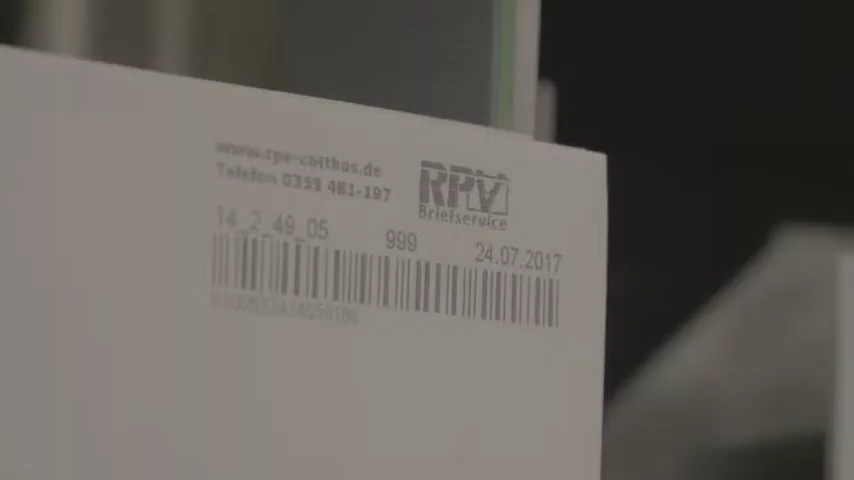 www.rpv-cottbus.de
Telefon 0355 481-197
RPV
Briefservice
14_2_49_05 999 24.07.2017